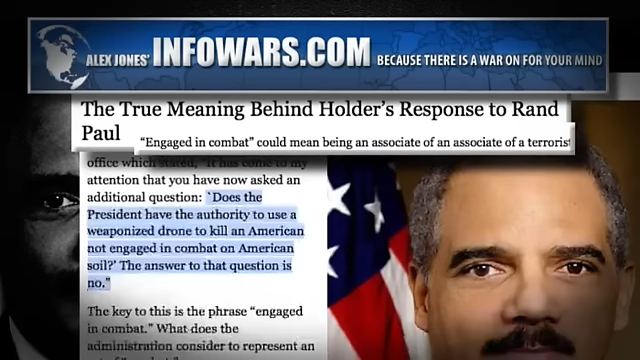 ALEX JONES' INFOWARS.COM BECAUSE THERE IS A WAR ON FOR YOUR MIND
The True Meaning Behind Holder's Response to Rand
Paul
"Engaged in combat" could mean being an associate of an associate of a terrorist
office which stated, "It has come to my
attention that you have now asked an
additional question: `Does the
President have the authority to use a
weaponized drone to kill an American
not engaged in combat on American
soil?' The answer to that question is
no."
The key to this is the phrase "engaged
in combat." What does the
administration consider to represent an